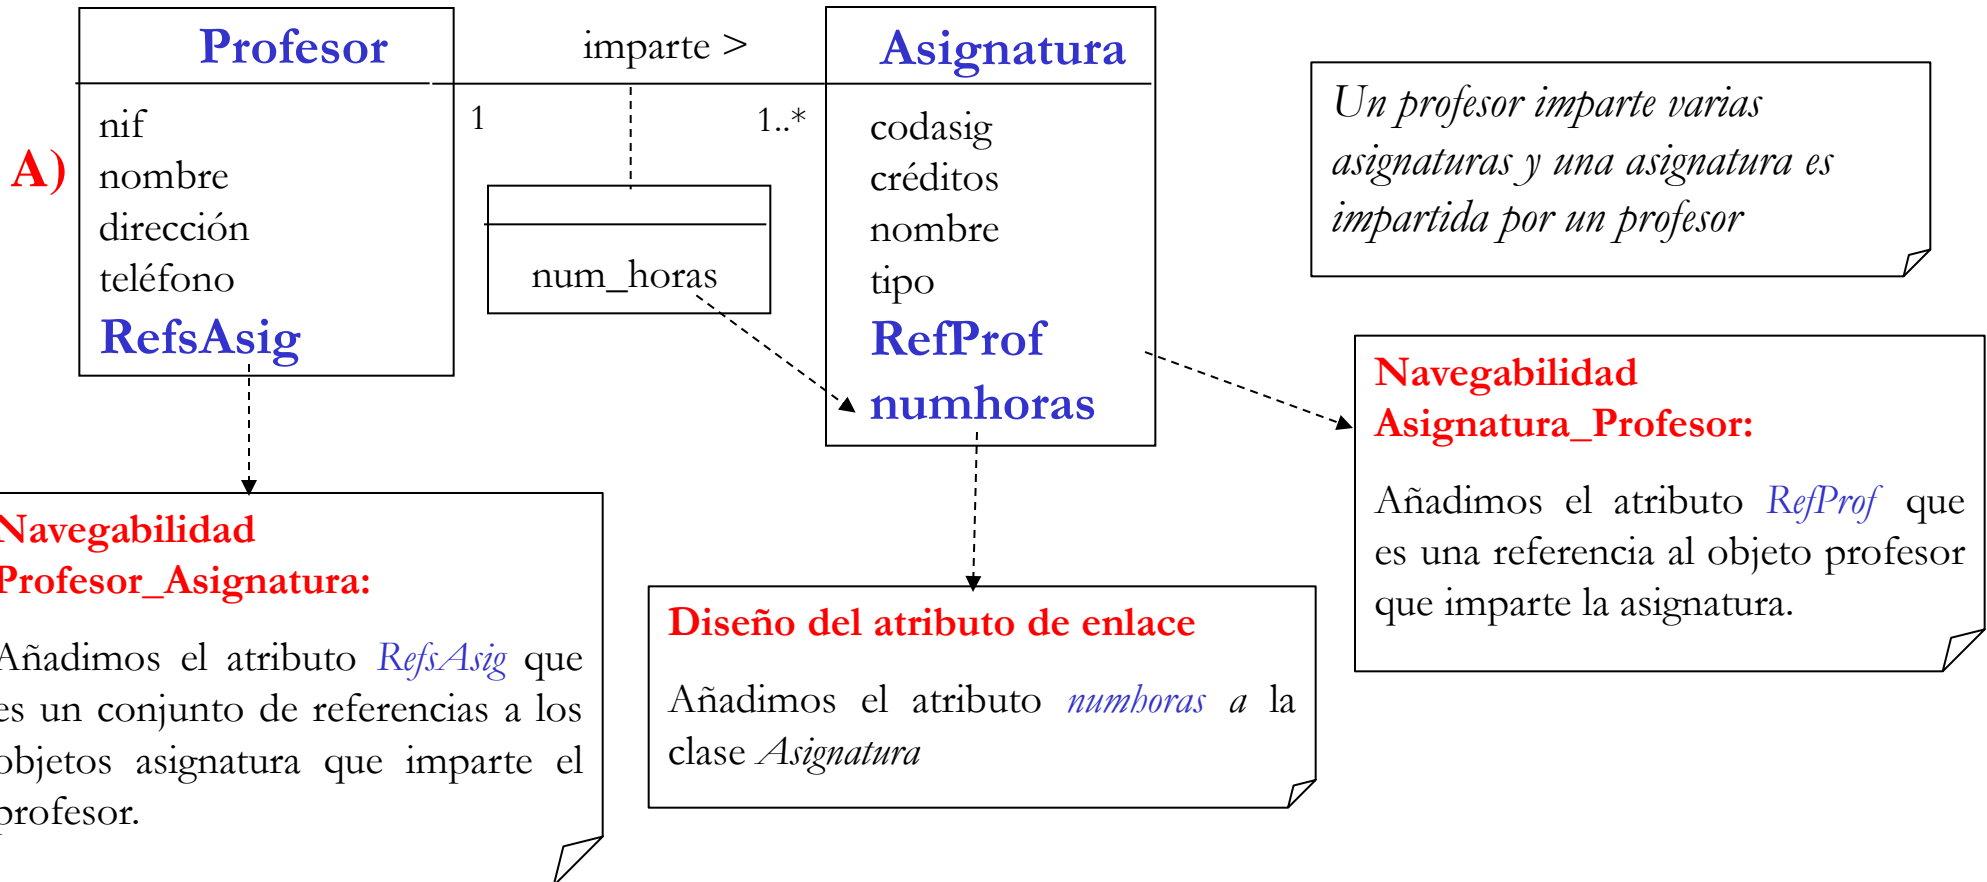 A)
Profesor
nif
nombre
dirección
teléfono
RefsAsig
imparte >
1
1..*
num_horas
Asignatura
codasig
créditos
nombre
tipo
RefProf
numhoras
Un profesor imparte varias
asignaturas y una asignatura es
impartida por un profesor
Navegabilidad
Profesor_Asignatura:
Añadimos el atributo RefsAsig que
es un conjunto de referencias a los
objetos asignatura que imparte el
profesor.
Diseño del atributo de enlace
Añadimos el atributo numhoras a la
clase Asignatura
Navegabilidad
Asignatura_Profesor:
Añadimos el atributo RefProf que
es una referencia al objeto profesor
que imparte la asignatura.